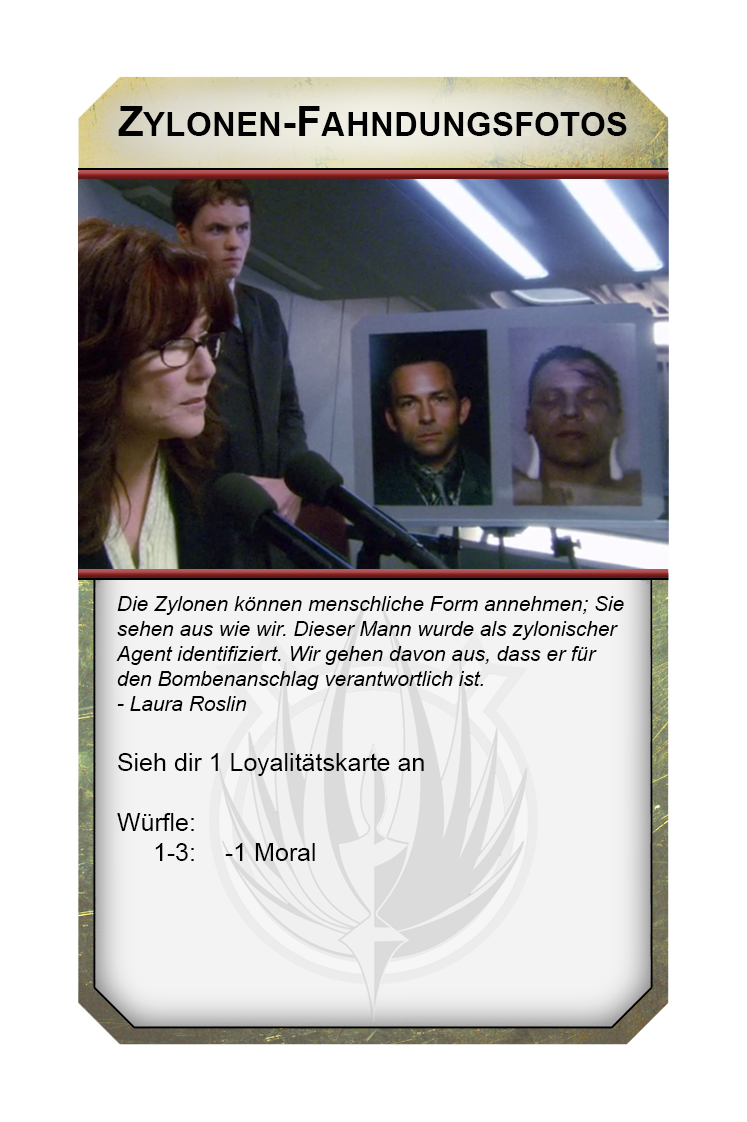 ZYLONEN-FAHNDUNGSFOTOS
Die Zylonen können menschliche Form annehmen; Sie
sehen aus wie wir. Dieser Mann wurde als zylonischer
Agent identifiziert. Wir gehen davon aus, dass er für
den Bombenanschlag verantwortlich ist.
- Laura Roslin
Sieh dir 1 Loyalitätskarte an
Würfle:
1-3: -1 Moral